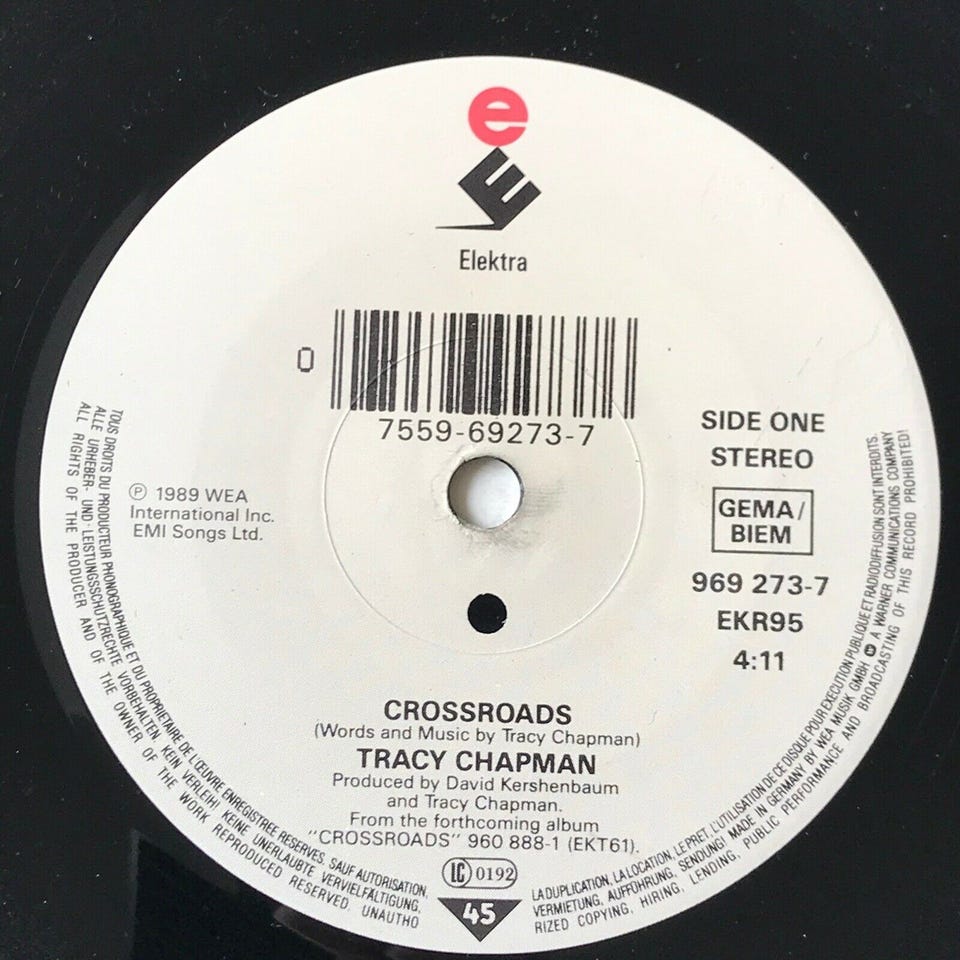 e
E
Elektra
0
7559-69273-7
SIDE ONE
STEREO
GEMA/
BIEM
969 273-7
EKR95
4:11
℗ 1989 WEA
International Inc.
EMI Songs Ltd.
CROSSROADS
(Words and Music by Tracy Chapman)
TRACY CHAPMAN
Produced by David Kershenbaum
and Tracy Chapman.
From the forthcoming album
"CROSSROADS" 960 888-1 (EKT61).
LC 0192
45
TOUS DROITS DU PRODUCTEUR PHONOGRAPHIQUE ET DU PROPRIETAIRE DE L'ŒUVRE ENREGISTREE RESERVES. SAUF AUTORISATION,
LA DUPLICATION, LA LOCATION, LE PRET, L'UTILISATION DE CE DISQUE POUR EXECUTION PUBLIQUE ET RADIODIFFUSION SONT INTERDITS.
ALLE URHEBER- UND LEISTUNGSSCHUTZRECHTE VORBEHALTEN. KEIN VERLEIH! KEINE UNERLAUBTE VERVIELFÄLTIGUNG,
VERMIETUNG, AUFFÜHRUNG, SENDUNG! MADE IN GERMANY BY WEA MUSIK GMBH A WARNER COMMUNICATIONS COMPANY
ALL RIGHTS OF THE PRODUCER AND OF THE OWNER OF THE WORK REPRODUCED RESERVED. UNAUTHO
RIZED COPYING, HIRING, LENDING, PUBLIC PERFORMANCE AND BROADCASTING OF THIS RECORD PROHIBITED!